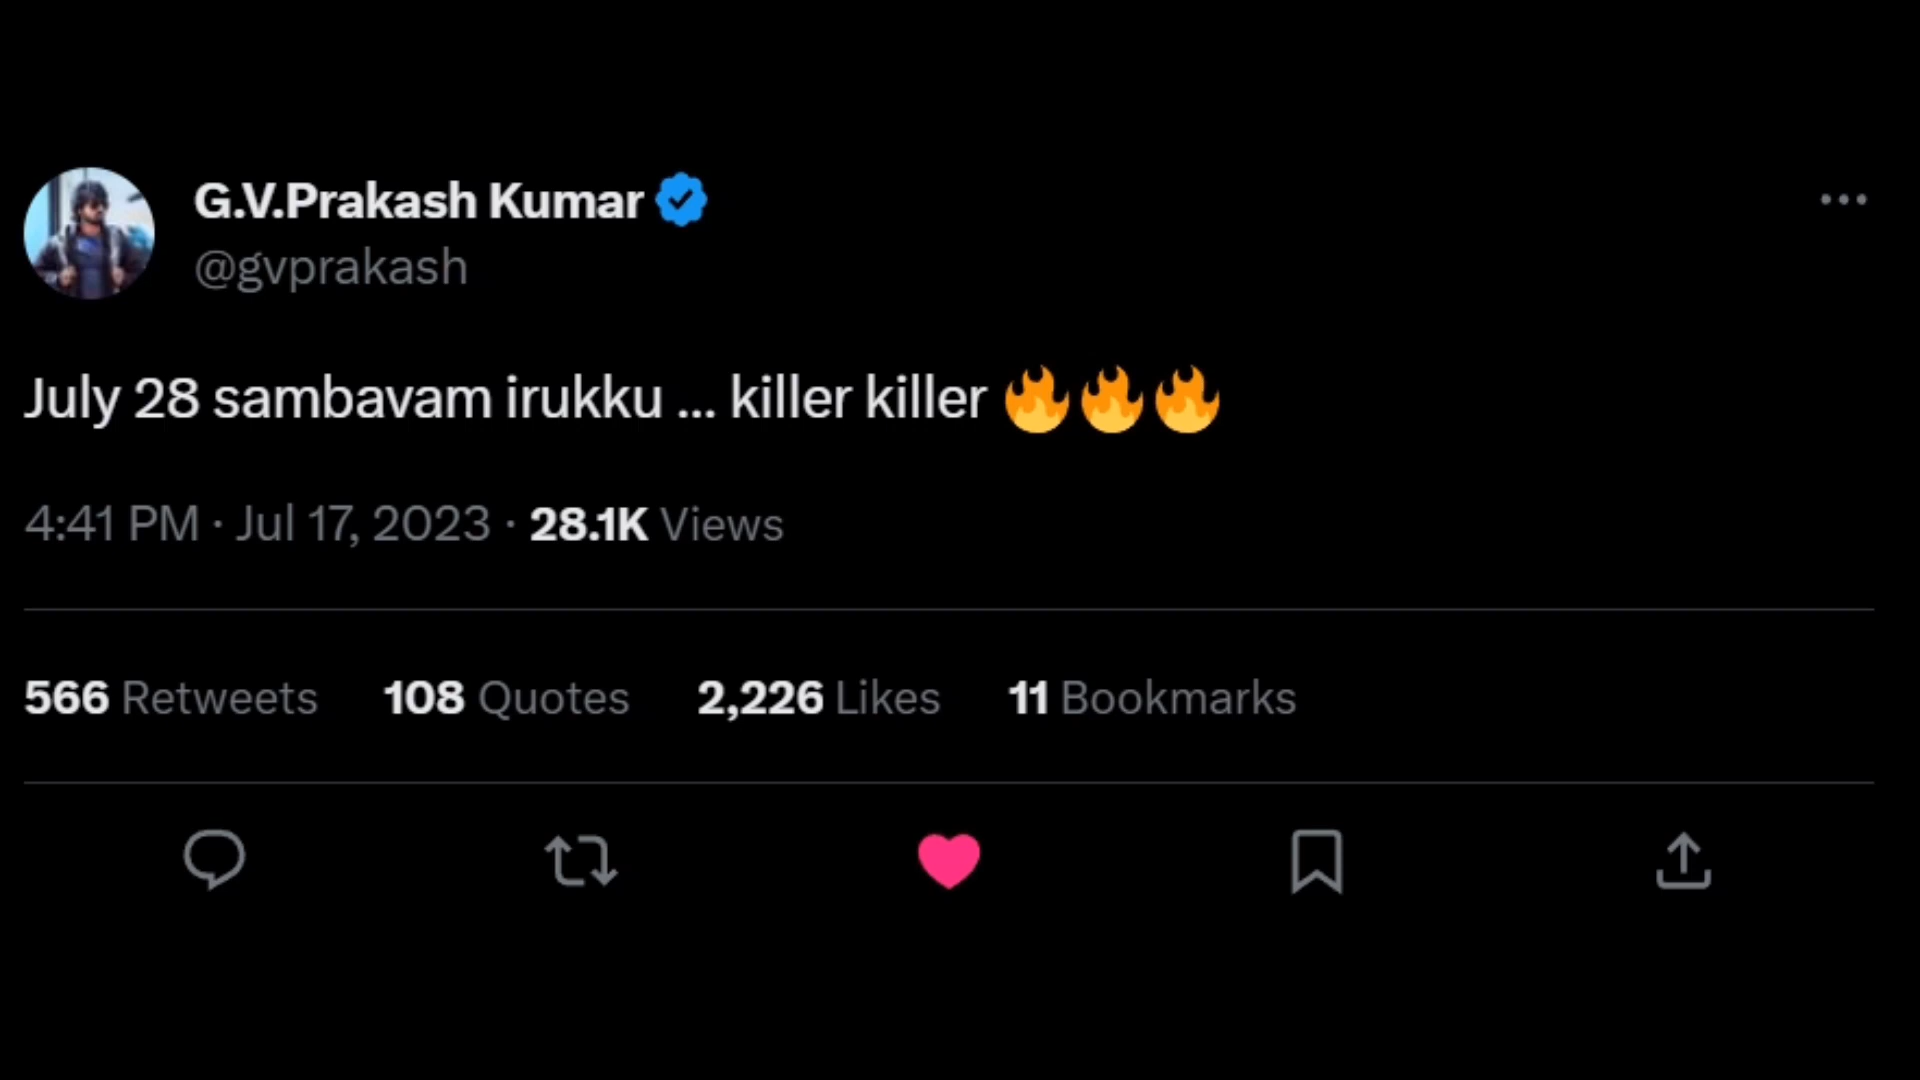 G.V.Prakash Kumar
@gvprakash
July 28 sambavam irukku ... killer killer 🔥🔥🔥
4:41 PM · Jul 17, 2023 · 28.1K Views
566 Retweets 108 Quotes 2,226 Likes 11 Bookmarks